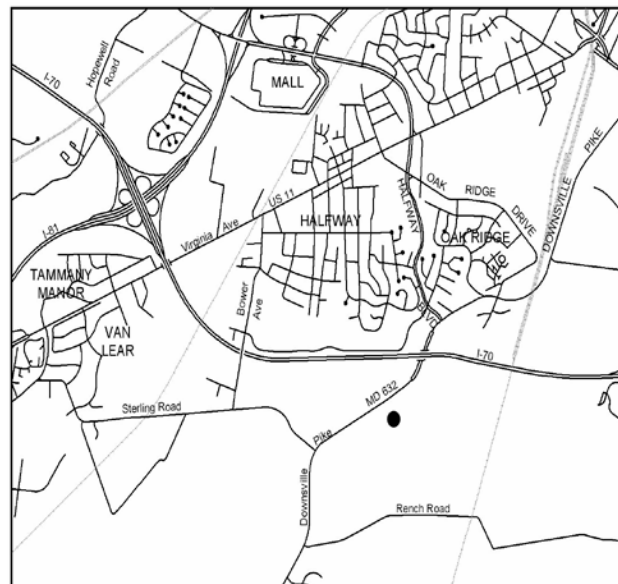 Hopewell
Road
I-70
MALL
I-81
US 11
Virginia Ave
HALFWAY
HALFWAY
BLVD
OAK RIDGE DRIVE
OAK RIDGE
DOWNSVILLE PIKE
TAMMANY
MANOR
VAN
LEAR
Bower
Ave
I-70
MD 632
Sterling Road
Downsville Pike
Rench Road